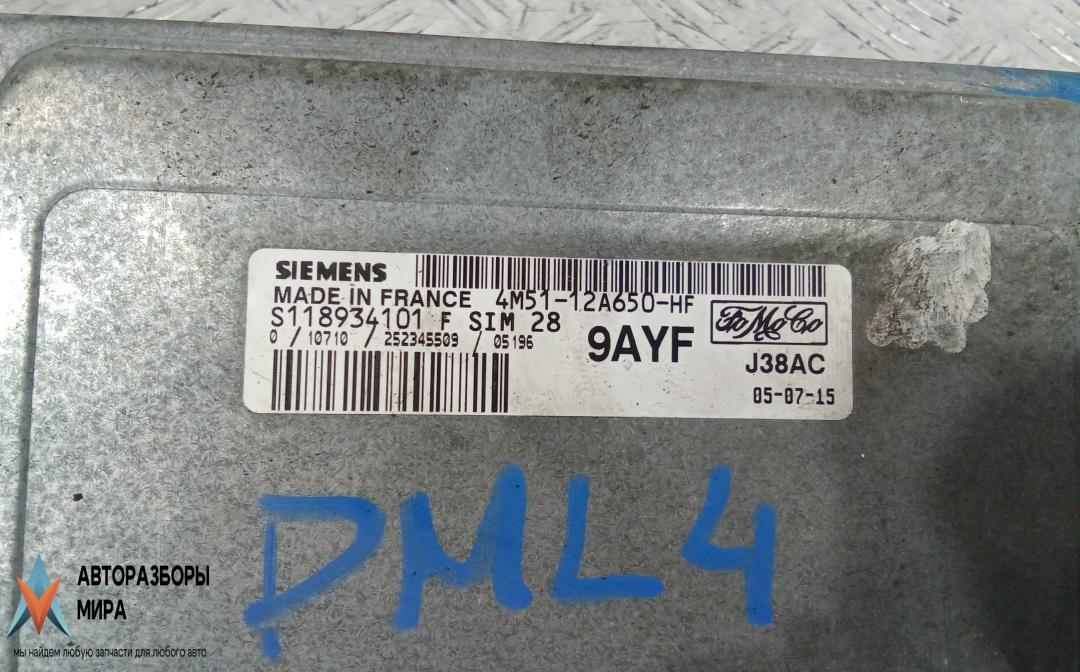 SIEMENS
MADE IN FRANCE 4M51-12A650-HF
S118934101 F SIM 28
0 / 10710 / 252345509 / 05196
9AYF
FoMoCo
J38AC
05-07-15
DML4
АВТОРАЗБОРЫ
МИРА
мы найдем любую запчасти для любого авто